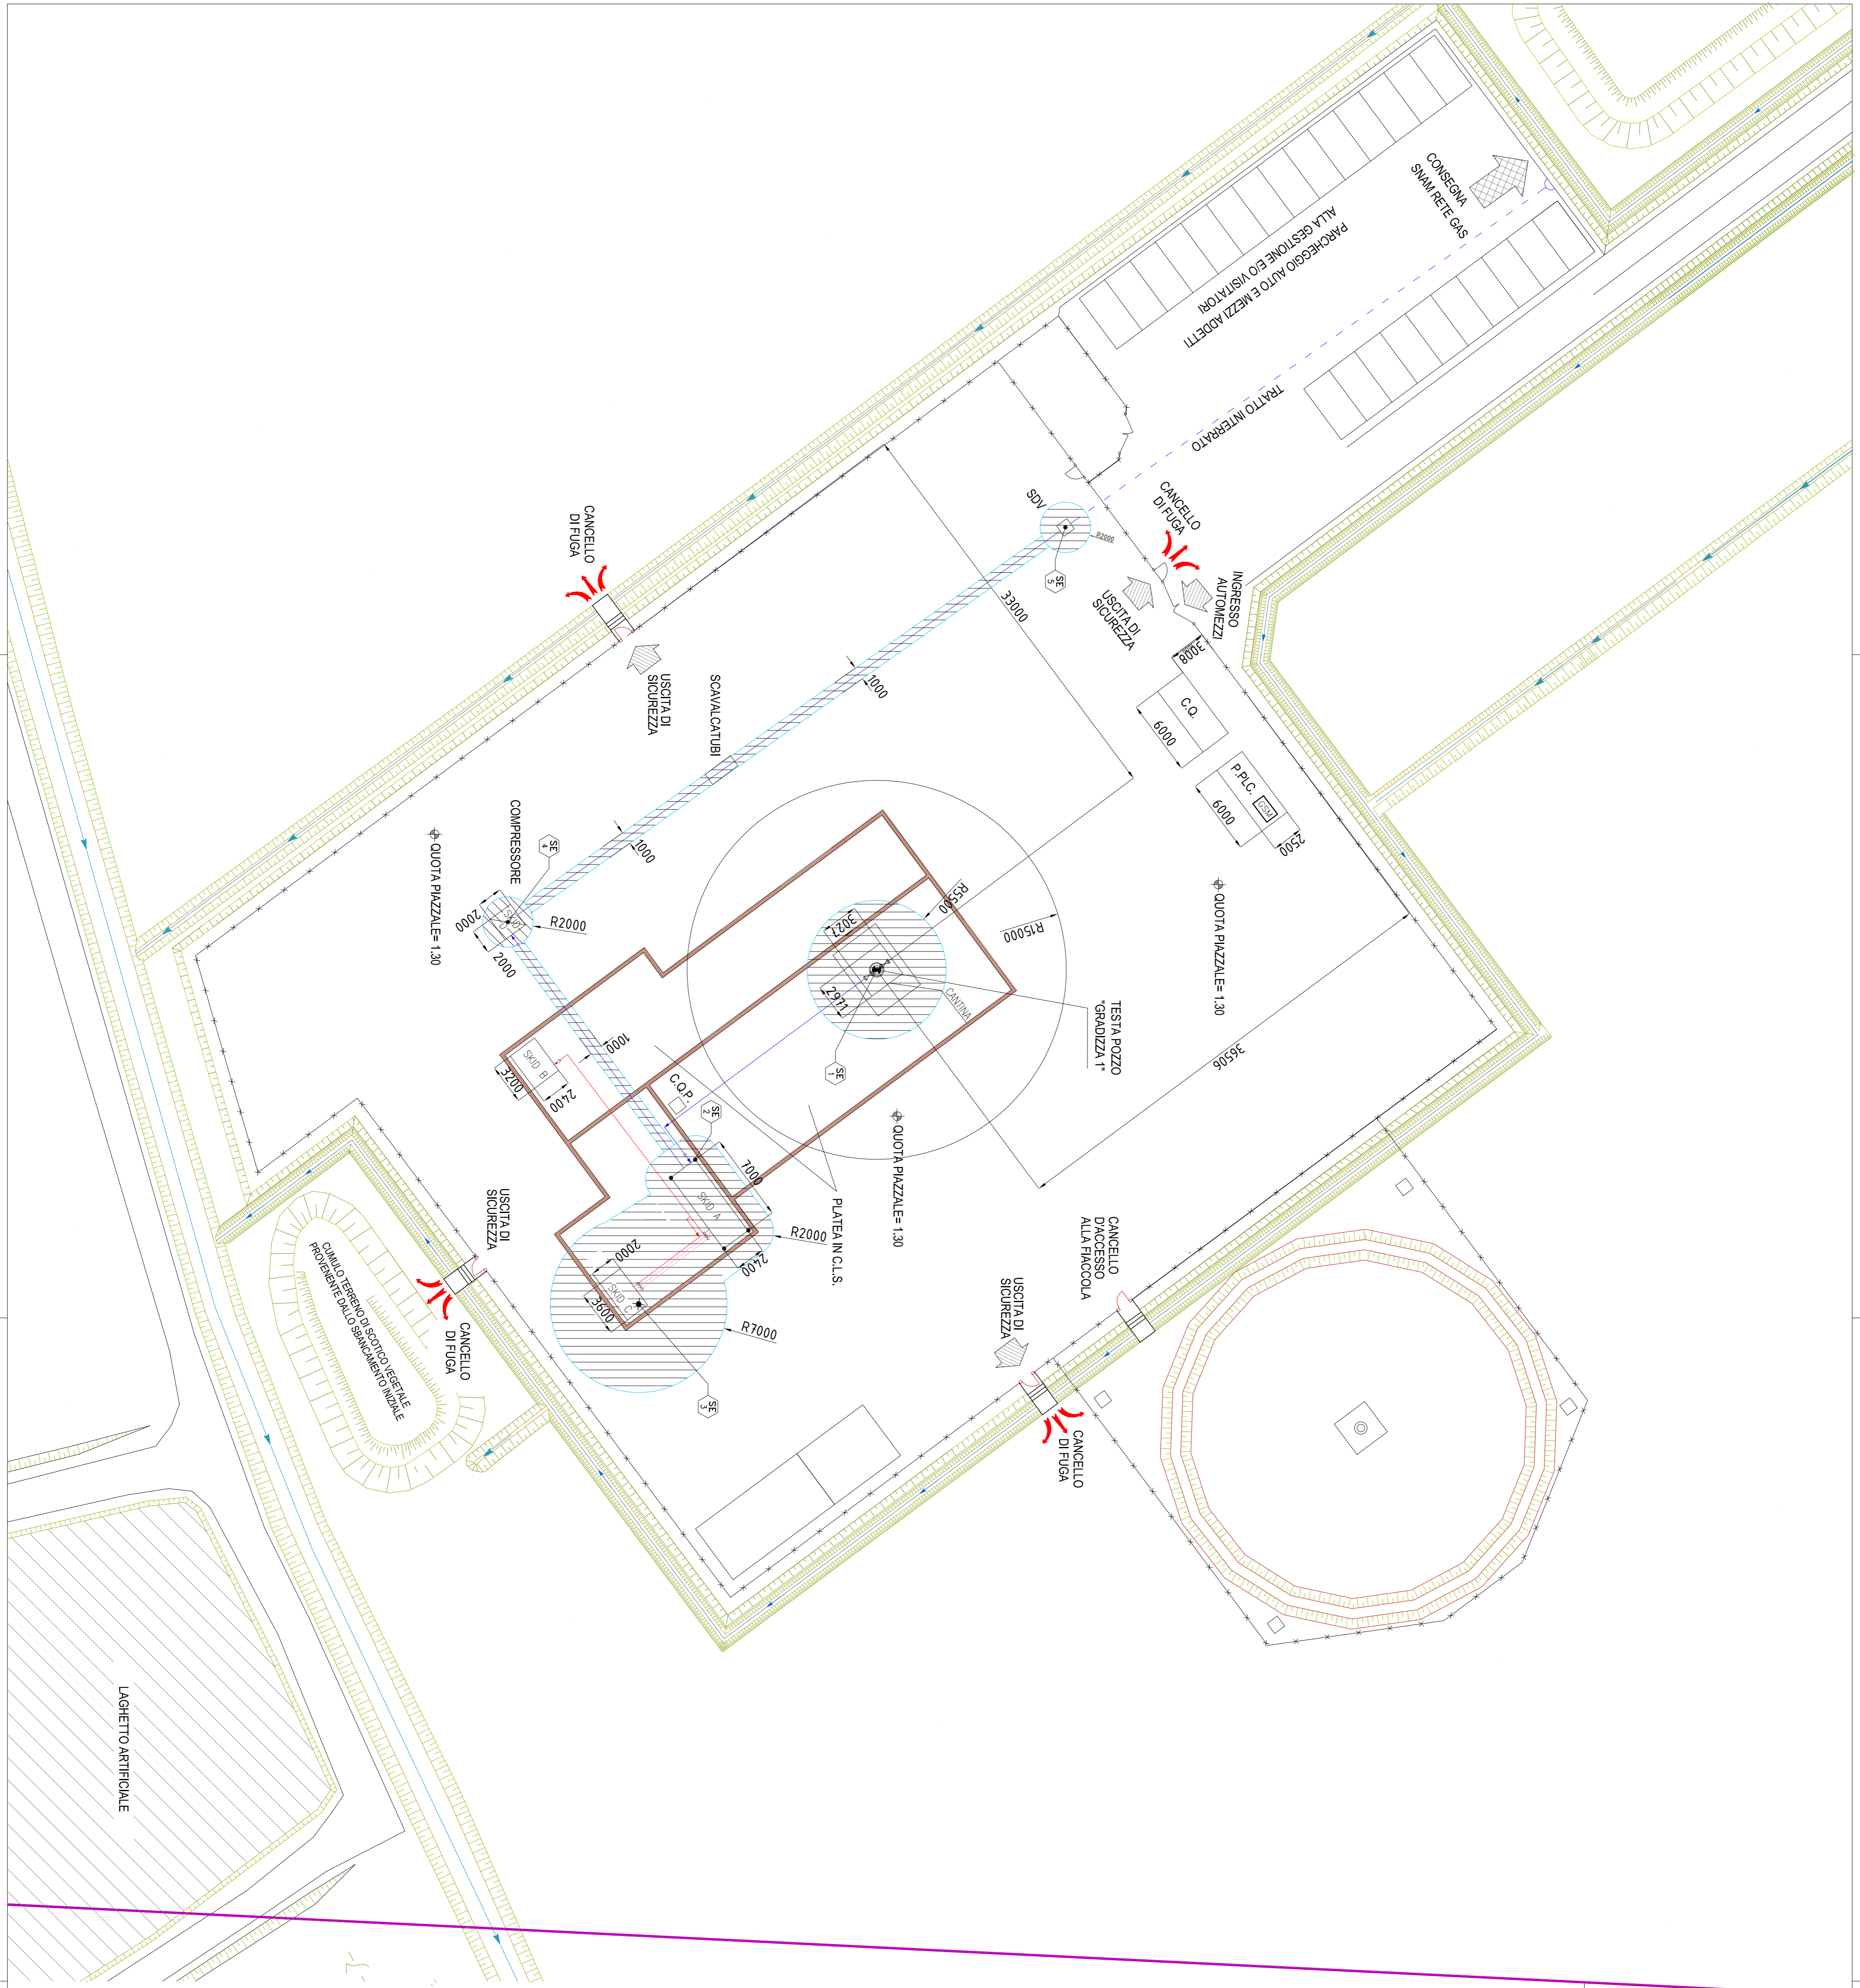 CONSEGNA
SNAM RETE GAS
PARCHEGGIO AUTO E MEZZI ADDETTI
ALLA GESTIONE E/O VISITATORI
TRATTO INTERRATO
SDV
R2000
SE
5
CANCELLO
DI FUGA
USCITA DI
SICUREZZA
INGRESSO
AUTOMEZZI
CANCELLO
DI FUGA
USCITA DI
SICUREZZA
33000
3008
C.Q.
6000
P.PLC.
GSM
6000
2500
1000
SCAVALCATUBI
1000
COMPRESSORE
SE
4
QUOTA PIAZZALE= 1.30
2000
R2000
2000
R5500
R15000
3027
2971
CANTINA
TESTA POZZO
"GRADIZZA 1"
SE
1
QUOTA PIAZZALE= 1.30
36506
1000
SKID B
3200
2400
C.Q.P.
SE
2
7000
SKID A
R2000
2400
PLATEA IN C.L.S.
QUOTA PIAZZALE= 1.30
2000
SKID C
3600
R7000
SE
3
USCITA DI
SICUREZZA
CANCELLO
DI FUGA
CUMULO TERRENO DI SCOTICO VEGETALE
PROVENENTE DALLO SBANCAMENTO INIZIALE
CANCELLO
D'ACCESSO
ALLA FIACCOLA
USCITA DI
SICUREZZA
CANCELLO
DI FUGA
LAGHETTO ARTIFICIALE